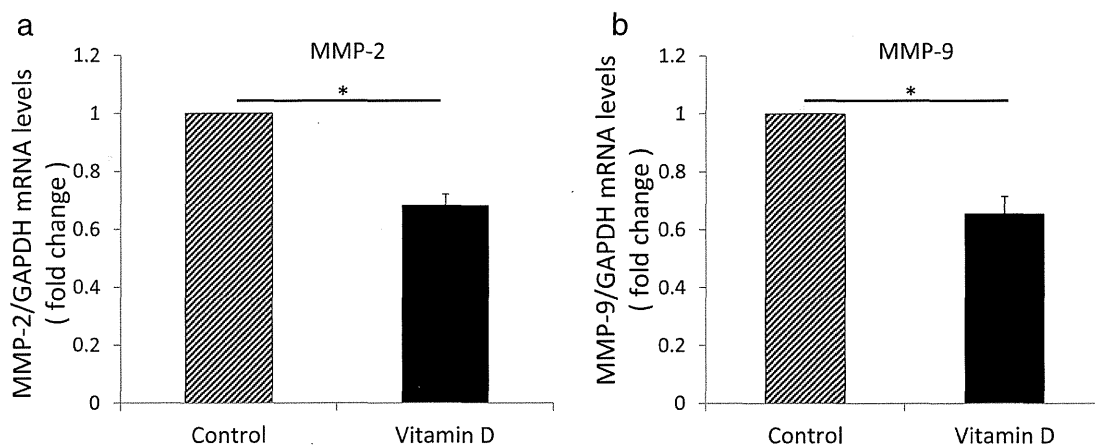 a
MMP-2
MMP-2/GAPDH mRNA levels
( fold change )
1.2
1
0.8
0.6
0.4
0.2
0
*
Control
Vitamin D
b
MMP-9
MMP-9/GAPDH mRNA levels
( fold change )
1.2
1
0.8
0.6
0.4
0.2
0
*
Control
Vitamin D